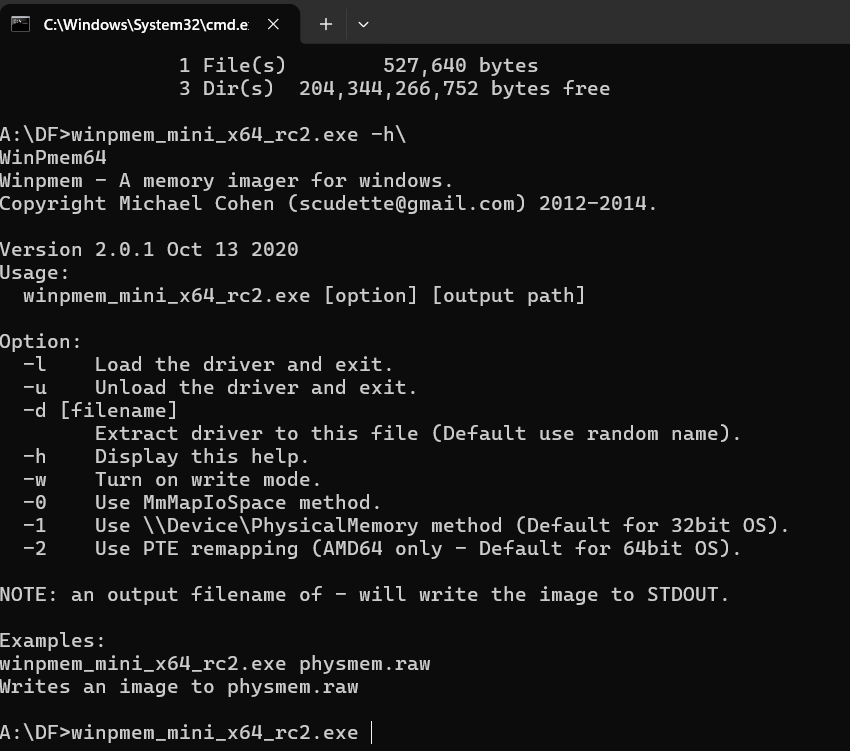 C:\Windows\System32\cmd.e
1 File(s) 527,640 bytes
3 Dir(s) 204,344,266,752 bytes free
A:\DF>winpmem_mini_x64_rc2.exe -h\
WinPmem64
Winpmem - A memory imager for windows.
Copyright Michael Cohen (scudette@gmail.com) 2012-2014.
Version 2.0.1 Oct 13 2020
Usage:
winpmem_mini_x64_rc2.exe [option] [output path]
Option:
-l Load the driver and exit.
-u Unload the driver and exit.
-d [filename]
Extract driver to this file (Default use random name).
-h Display this help.
-w Turn on write mode.
-0 Use MmMapIoSpace method.
-1 Use \\Device\PhysicalMemory method (Default for 32bit OS).
-2 Use PTE remapping (AMD64 only - Default for 64bit OS).
NOTE: an output filename of - will write the image to STDOUT.
Examples:
winpmem_mini_x64_rc2.exe physmem.raw
Writes an image to physmem.raw
A:\DF>winpmem_mini_x64_rc2.exe